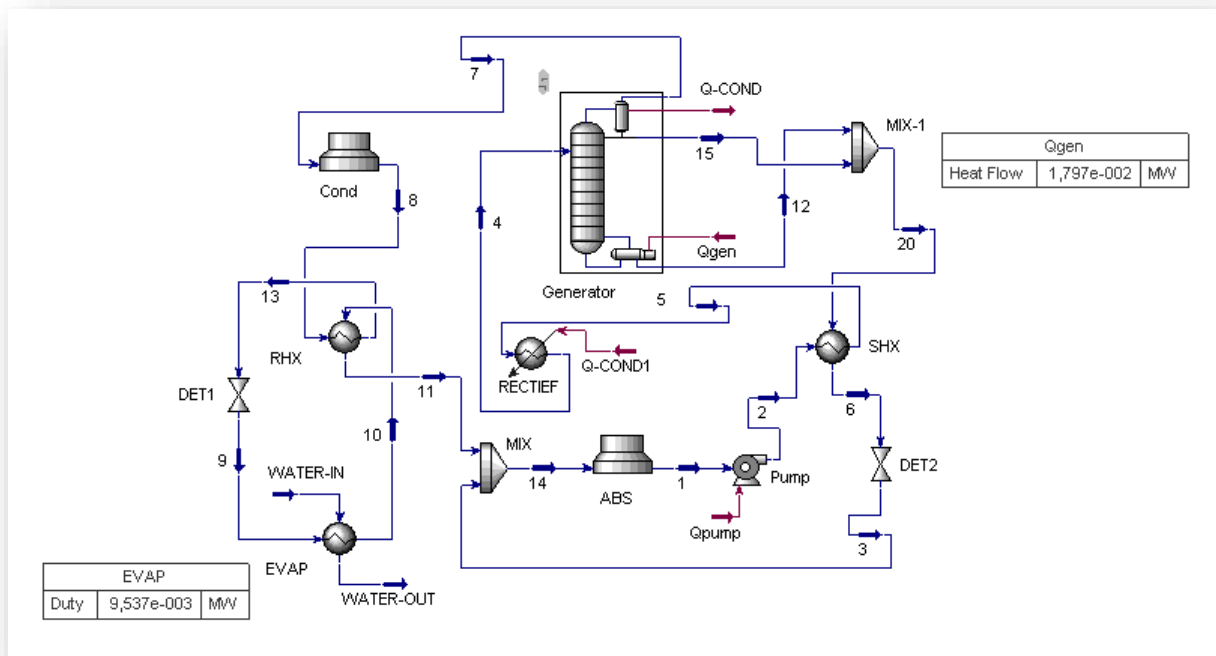 7
Q-COND
MIX-1
15
Qgen
Heat Flow 1,797e-002 MW
Cond
8
4
12
20
Qgen
Generator
13
5
RHX
Q-COND1
SHX
RECTIEF
DET1
11
2
6
9
10
MIX
WATER-IN
14
1
DET2
ABS
Pump
Qpump
3
EVAP
WATER-OUT
EVAP
Duty 9,537e-003 MW